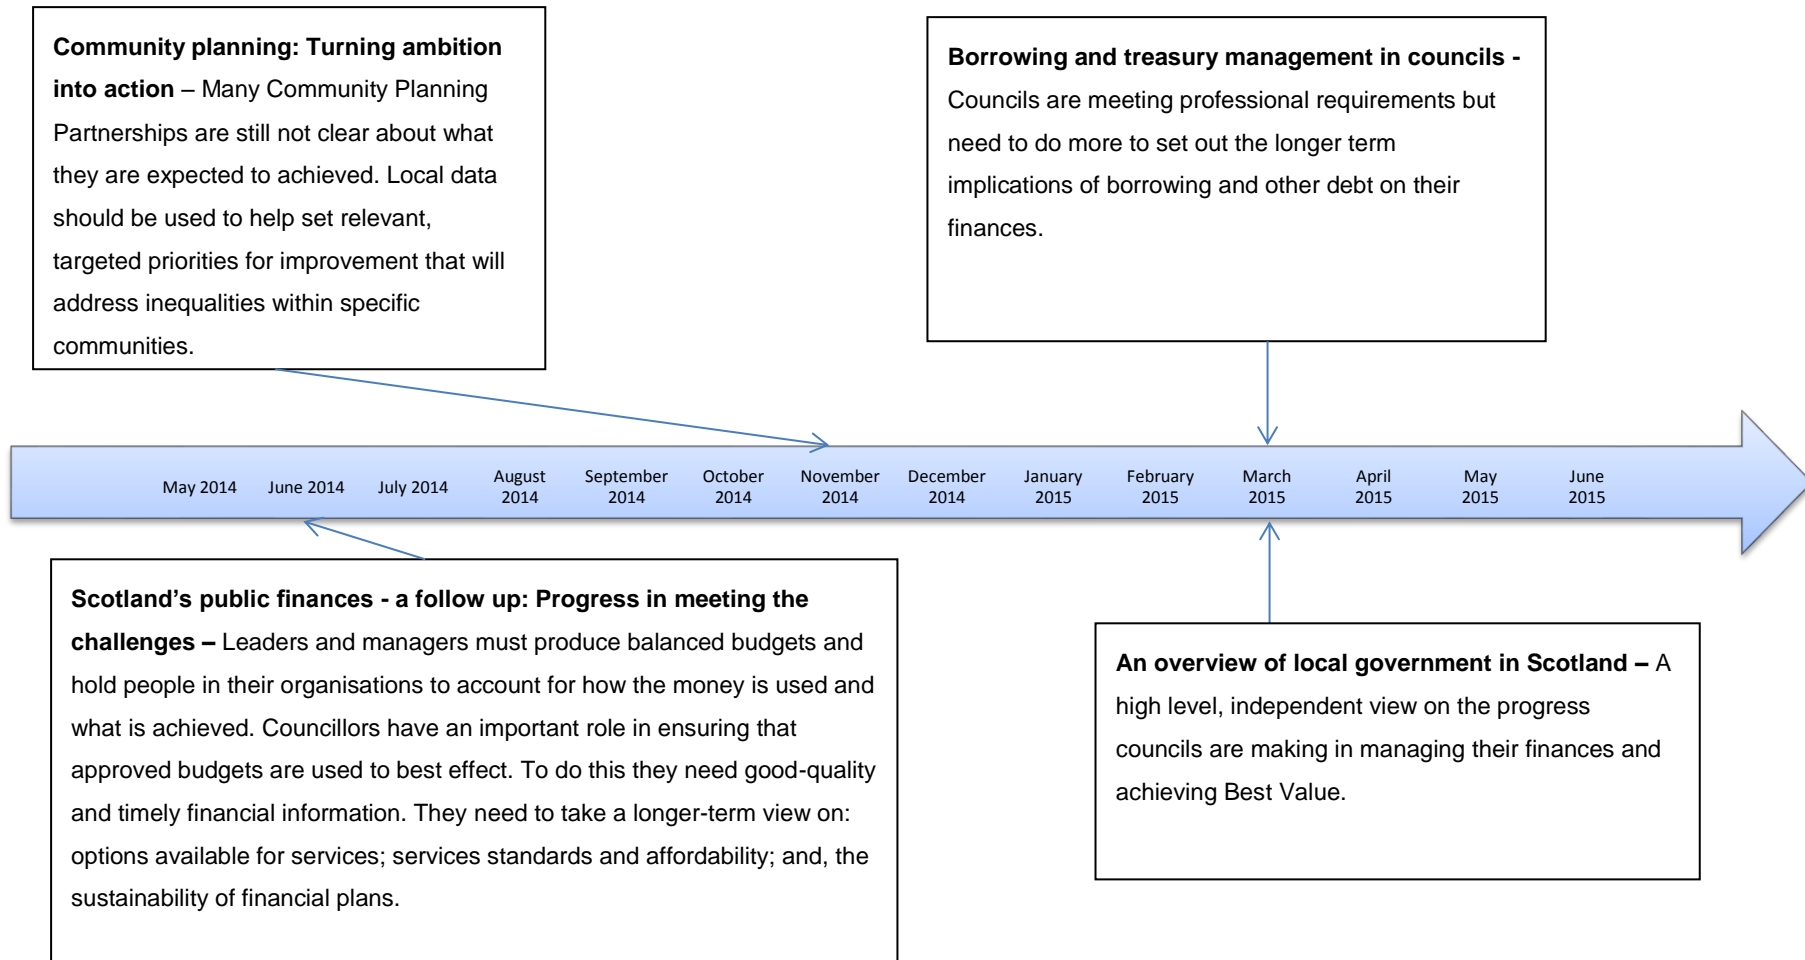 Community planning: Turning ambition
into action – Many Community Planning
Partnerships are still not clear about what
they are expected to achieved. Local data
should be used to help set relevant,
targeted priorities for improvement that will
address inequalities within specific
communities.
Borrowing and treasury management in councils -
Councils are meeting professional requirements but
need to do more to set out the longer term
implications of borrowing and other debt on their
finances.
May 2014
June 2014
July 2014
August
2014
September
2014
October
2014
November
2014
December
2014
January
2015
February
2015
March
2015
April
2015
May
2015
June
2015
Scotland’s public finances - a follow up: Progress in meeting the
challenges – Leaders and managers must produce balanced budgets and
hold people in their organisations to account for how the money is used and
what is achieved. Councillors have an important role in ensuring that
approved budgets are used to best effect. To do this they need good-quality
and timely financial information. They need to take a longer-term view on:
options available for services; services standards and affordability; and, the
sustainability of financial plans.
An overview of local government in Scotland – A
high level, independent view on the progress
councils are making in managing their finances and
achieving Best Value.